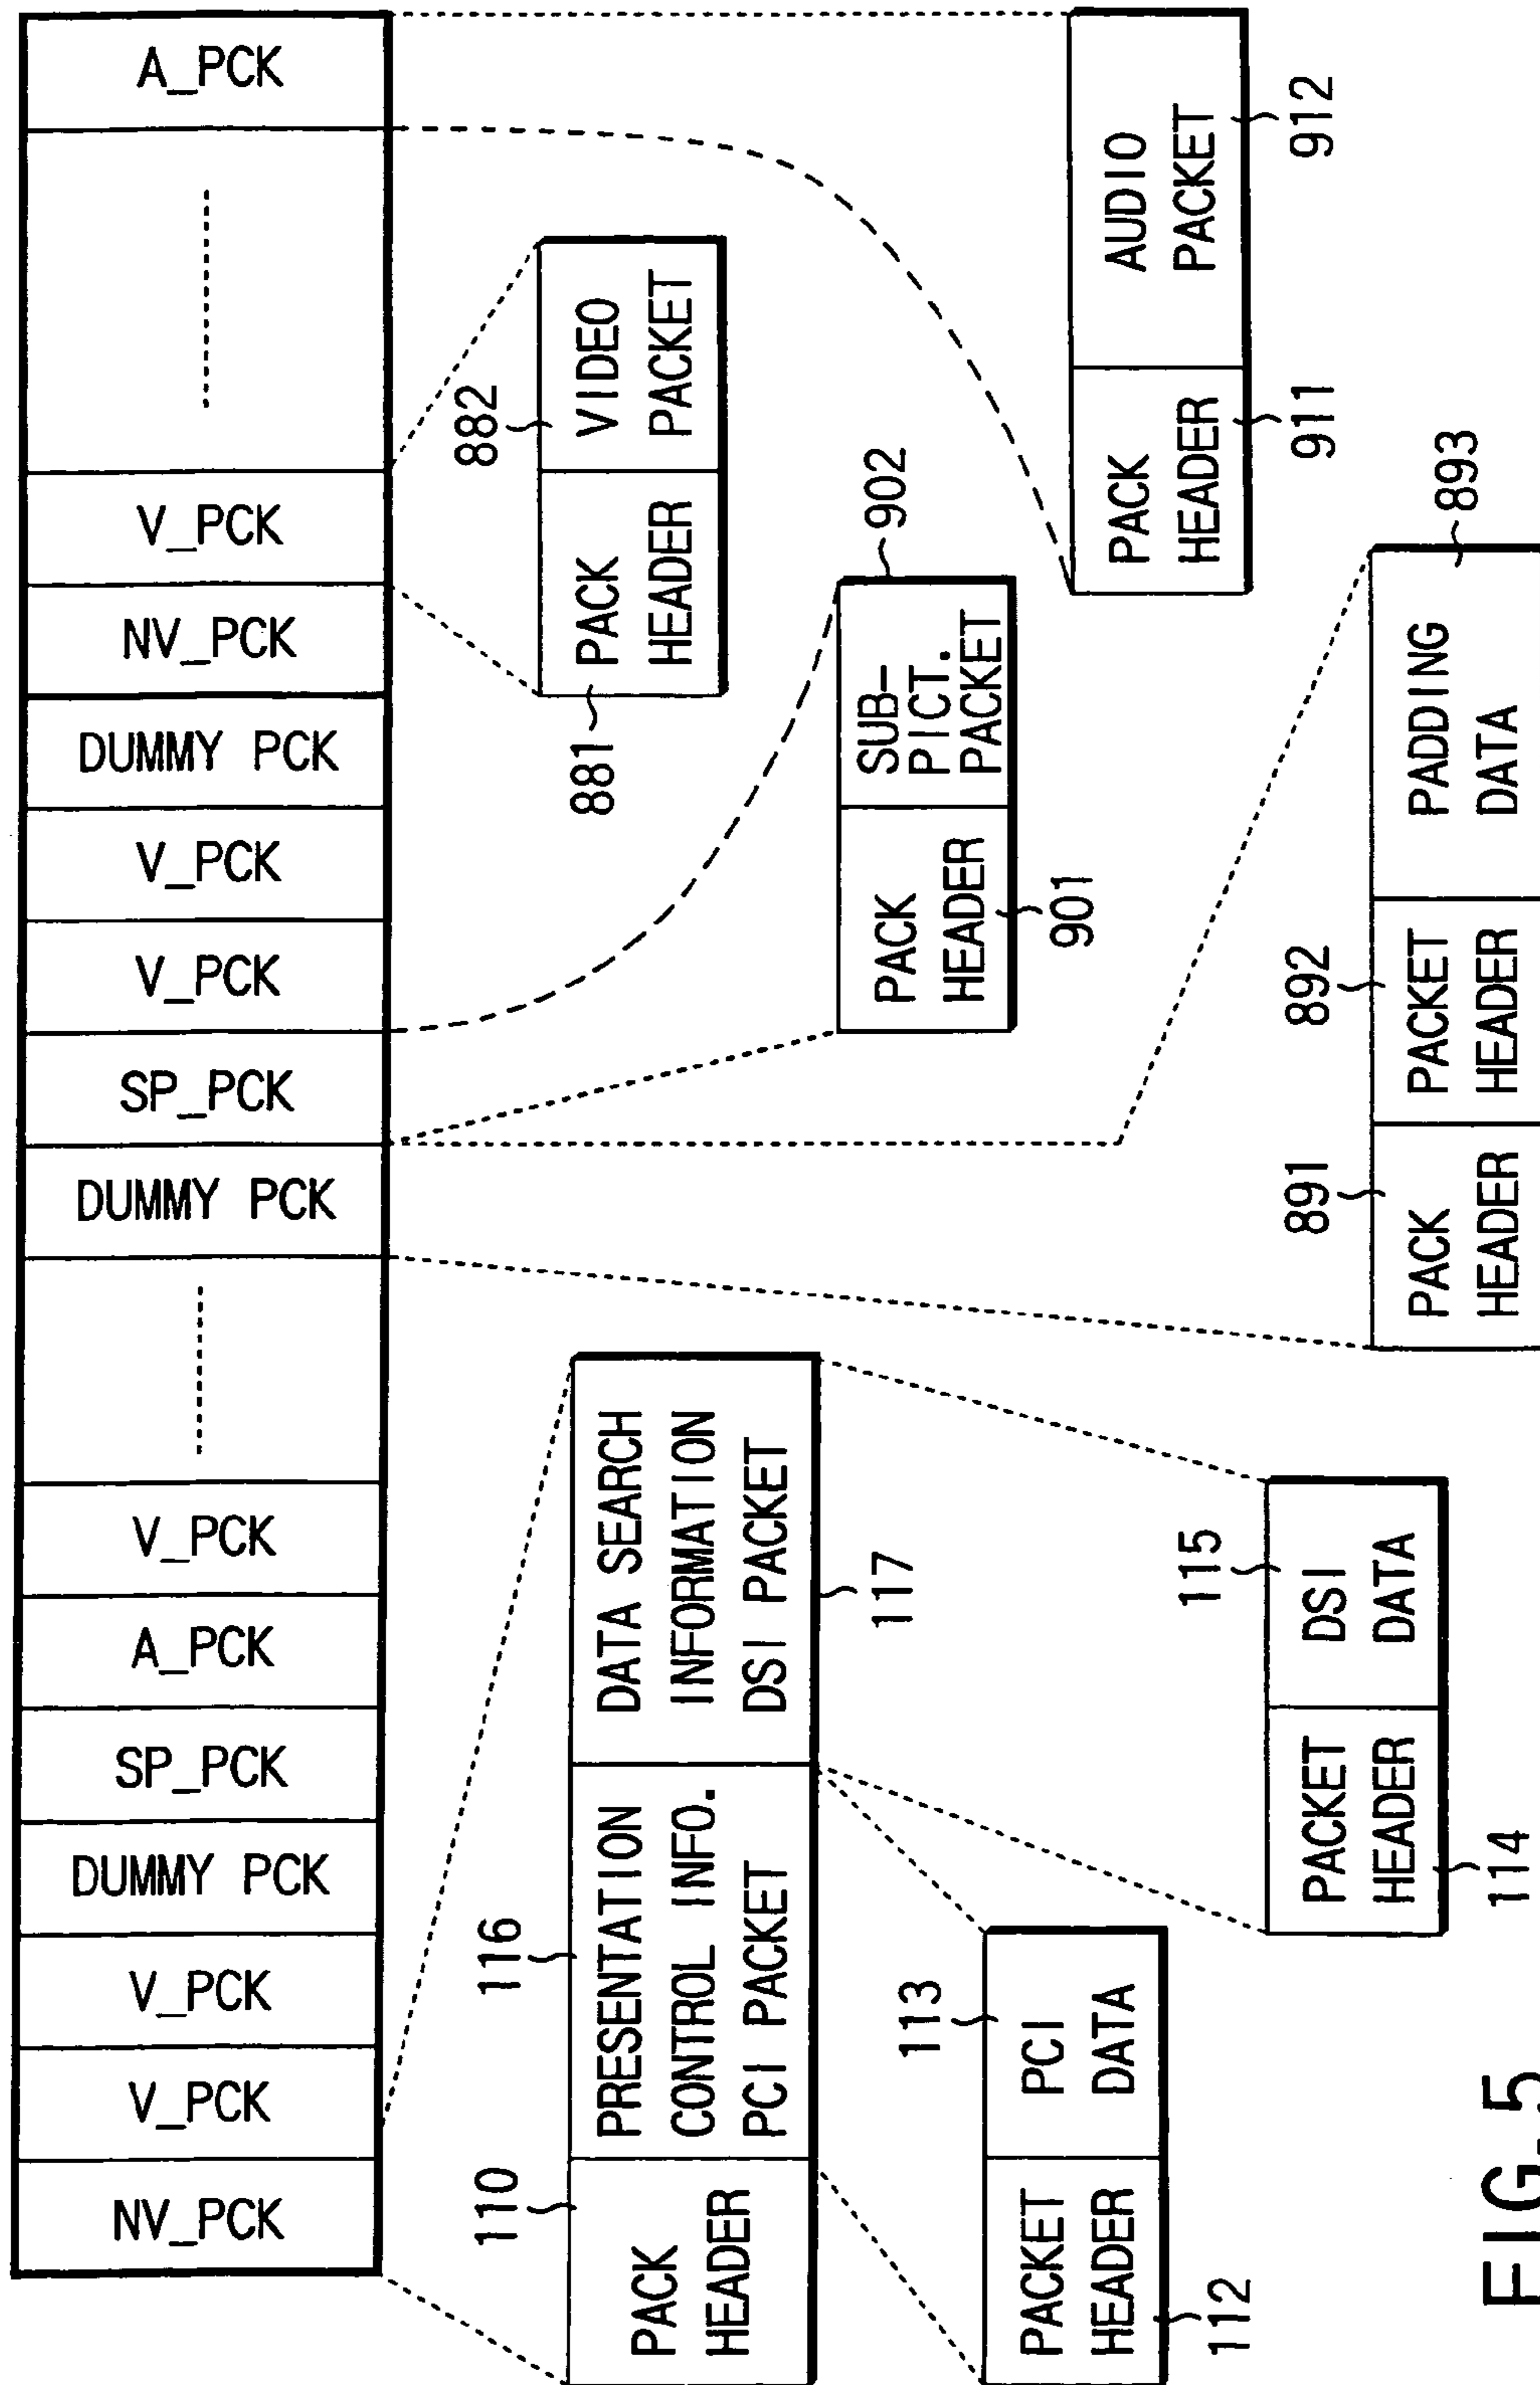 NV_PCK
V_PCK
V_PCK
DUMMY PCK
SP_PCK
A_PCK
V_PCK
DUMMY PCK
SP_PCK
V_PCK
V_PCK
DUMMY PCK
NV_PCK
V_PCK
A_PCK
110
116
PACK
HEADER
PRESENTATION
CONTROL INFO.
PCI PACKET
DATA SEARCH
INFORMATION
DSI PACKET
117
881
882
PACK
HEADER
VIDEO
PACKET
PACK
HEADER
SUB-
PICT.
PACKET
901
902
113
PACKET
HEADER
PCI
DATA
112
PACK
HEADER
AUDIO
PACKET
911
912
115
PACKET
HEADER
DSI
DATA
114
891
892
893
PACK
HEADER
PACKET
HEADER
PADDING
DATA
FIG. 5